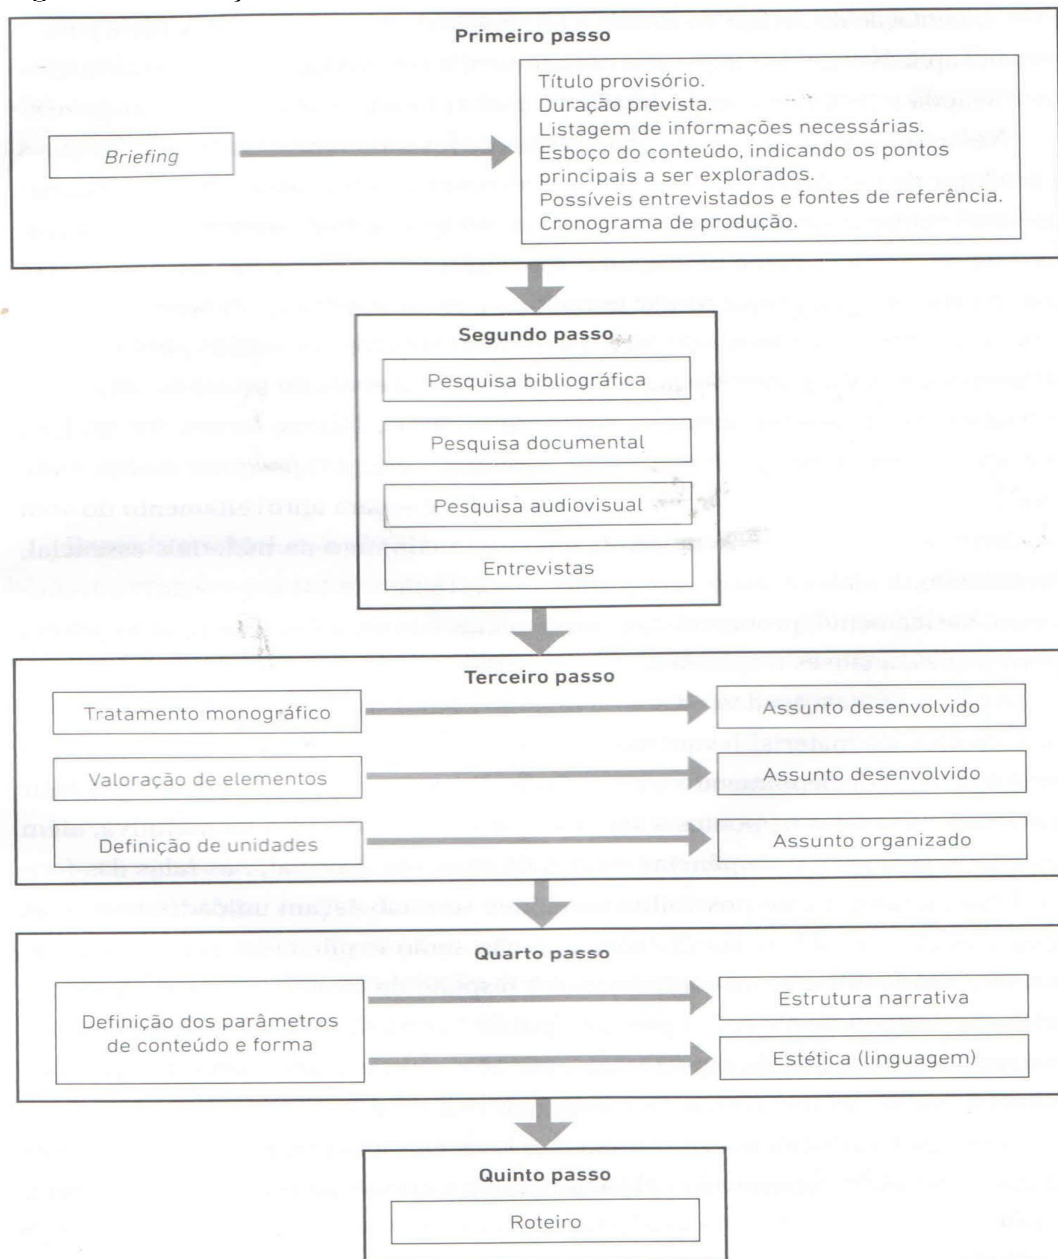 Primeiro passo
Briefing
Título provisório.
Duração prevista.
Listagem de informações necessárias.
Esboço do conteúdo, indicando os pontos
principais a ser explorados.
Possíveis entrevistados e fontes de referência.
Cronograma de produção.
Segundo passo
Pesquisa bibliográfica
Pesquisa documental
Pesquisa audiovisual
Entrevistas
Terceiro passo
Tratamento monográfico
Assunto desenvolvido
Valoração de elementos
Assunto desenvolvido
Definição de unidades
Assunto organizado
Quarto passo
Definição dos parâmetros
de conteúdo e forma
Estrutura narrativa
Estética (linguagem)
Quinto passo
Roteiro